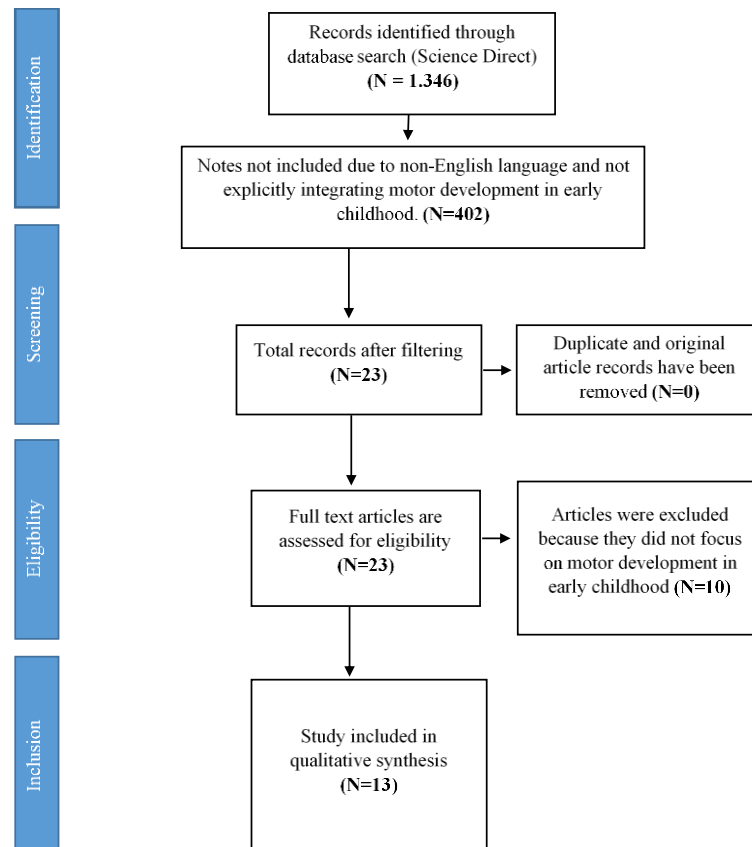 Identification
Records identified through
database search (Science Direct)
(N = 1.346)
Notes not included due to non-English language and not
explicitly integrating motor development in early
childhood. (N=402)
Screening
Total records after filtering
(N=23)
Duplicate and original
article records have been
removed (N=0)
Eligibility
Full text articles are
assessed for eligibility
(N=23)
Articles were excluded
because they did not focus
on motor development in
early childhood (N=10)
Inclusion
Study included in
qualitative synthesis
(N=13)